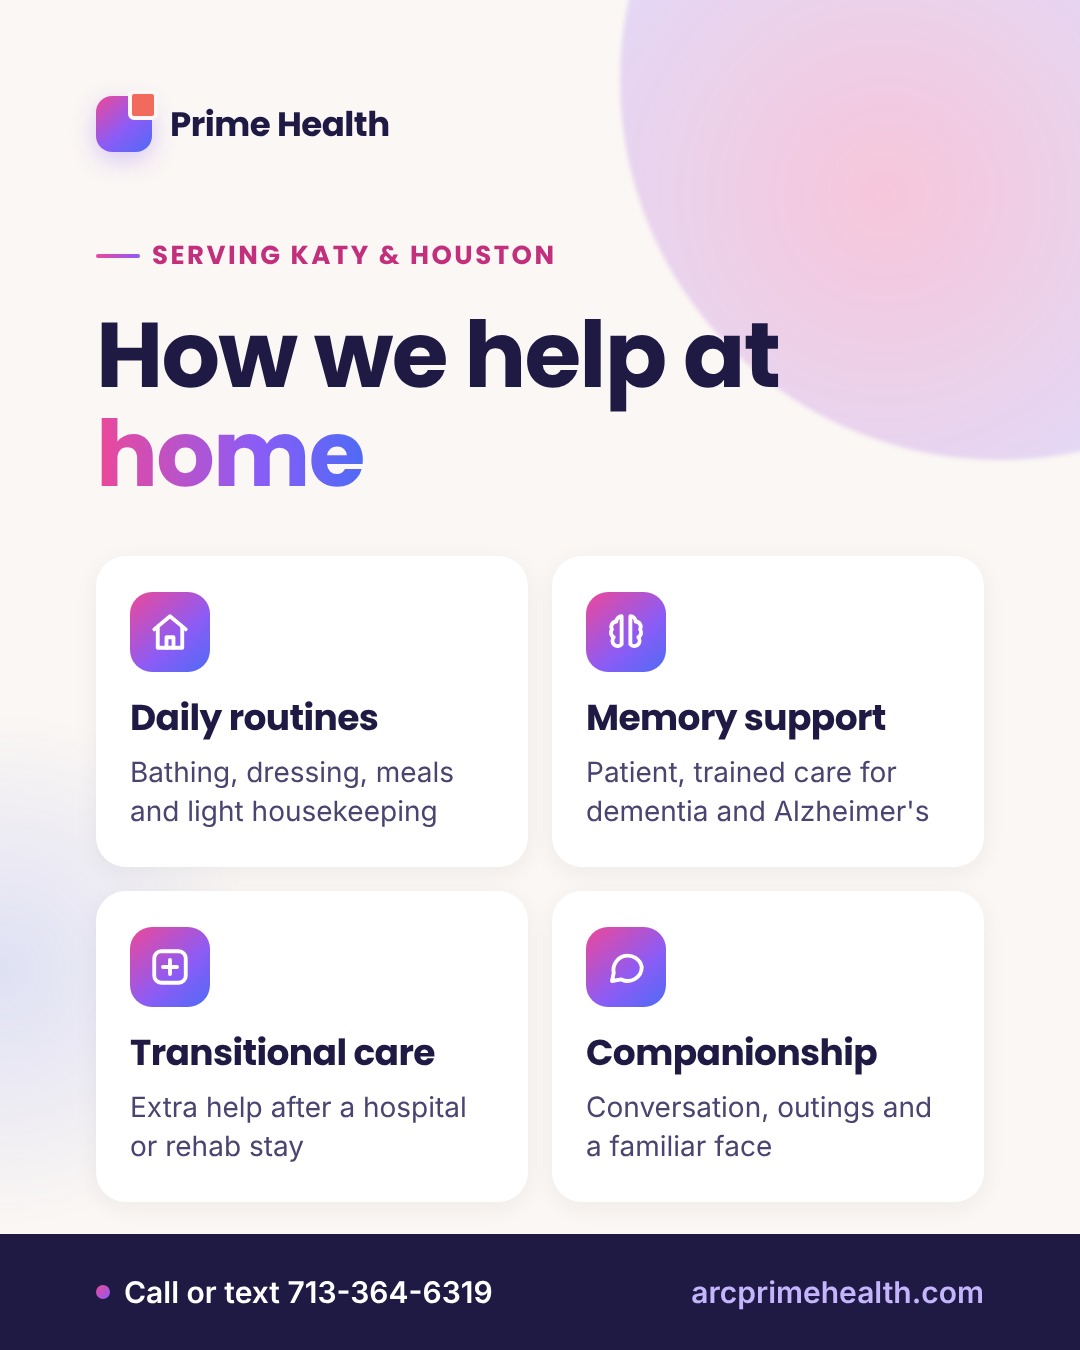 Prime Health
SERVING KATY & HOUSTON
How we help at
home
Daily routines
Bathing, dressing, meals
and light housekeeping
Memory support
Patient, trained care for
dementia and Alzheimer's
Transitional care
Extra help after a hospital
or rehab stay
Companionship
Conversation, outings and
a familiar face
Call or text 713-364-6319
arcprimehealth.com